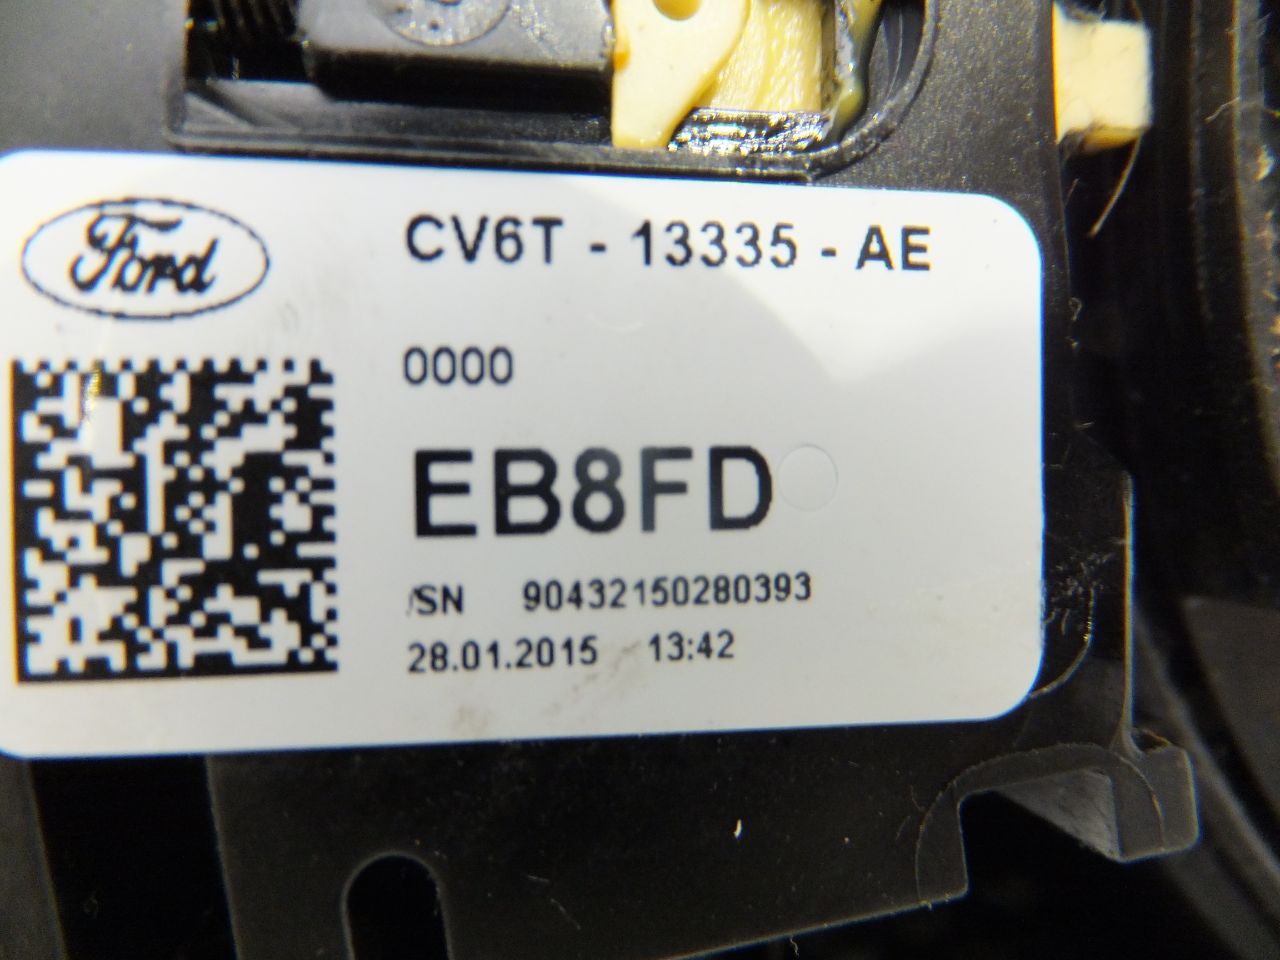 Ford
CV6T - 13335 - AE
0000
EB8FD
/SN 90432150280393
28.01.2015 13:42